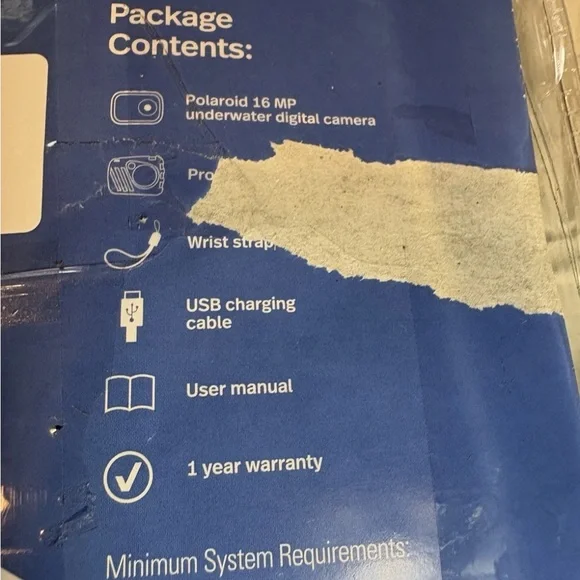 Package
Contents:
Polaroid 16 MP
underwater digital camera
Wrist strap
USB charging
cable
User manual
1 year warranty
Minimum System Requirements: